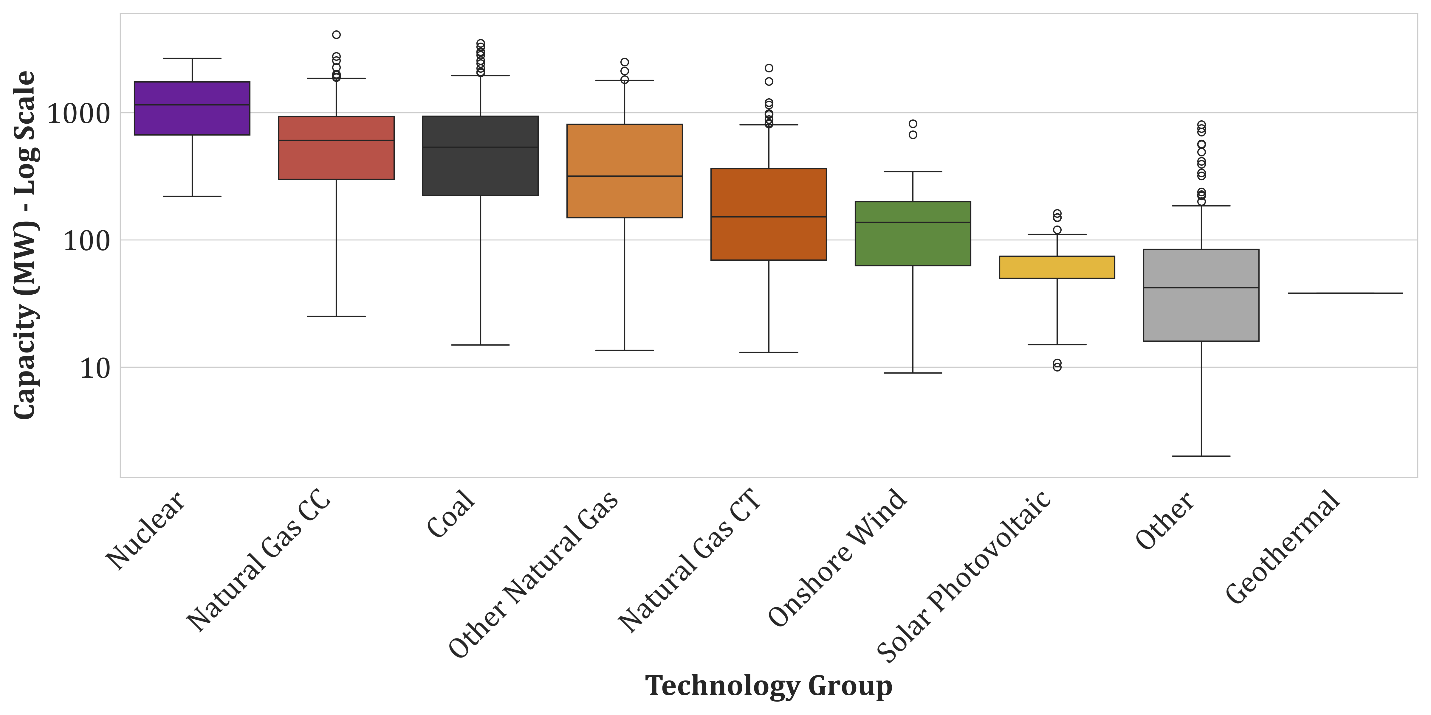 Capacity (MW) - Log Scale
1000
100
10
Nuclear
Natural Gas CC
Coal
Other Natural Gas
Natural Gas CT
Onshore Wind
Solar Photovoltaic
Other
Geothermal
Technology Group